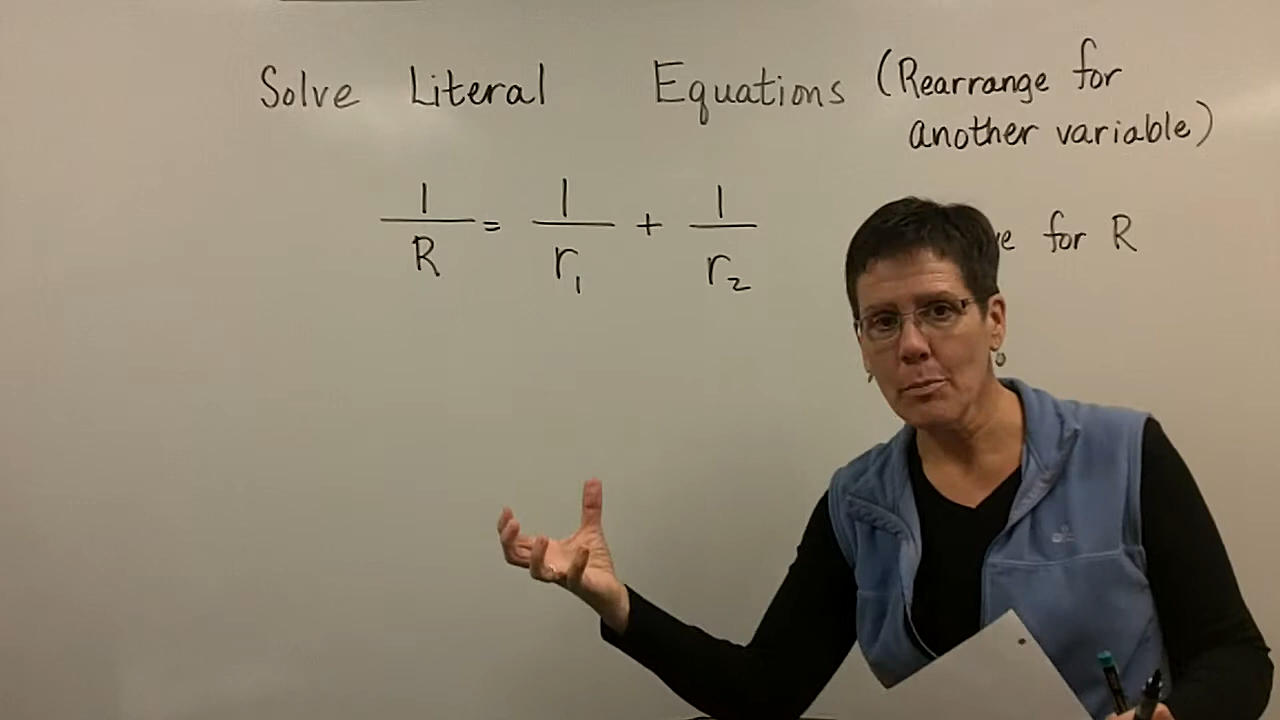 Solve Literal Equations (Rearrange for
another variable)
1/R = 1/r₁ + 1/r₂
for R